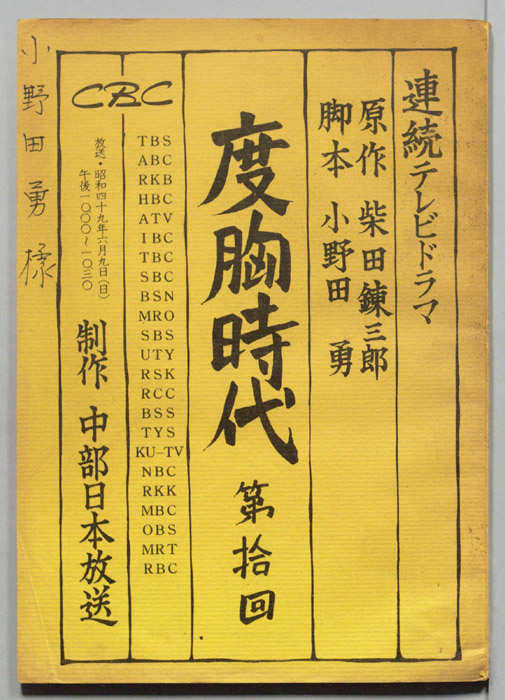 連続テレビドラマ
原作 柴田錬三郎
脚本 小野田 勇
度胸時代 第拾回
TBS
ABC
RKB
HBC
ATV
IBC
TBC
SBC
BSN
MRO
SBS
UTY
RSK
RCC
BSS
TYS
KU-TV
NBC
RKK
MBC
OBS
MRT
RBC
CBC
放送・昭和四十九年六月九日(日)
午後一〇〇〇~一〇三〇
制作 中部日本放送
小野田勇様